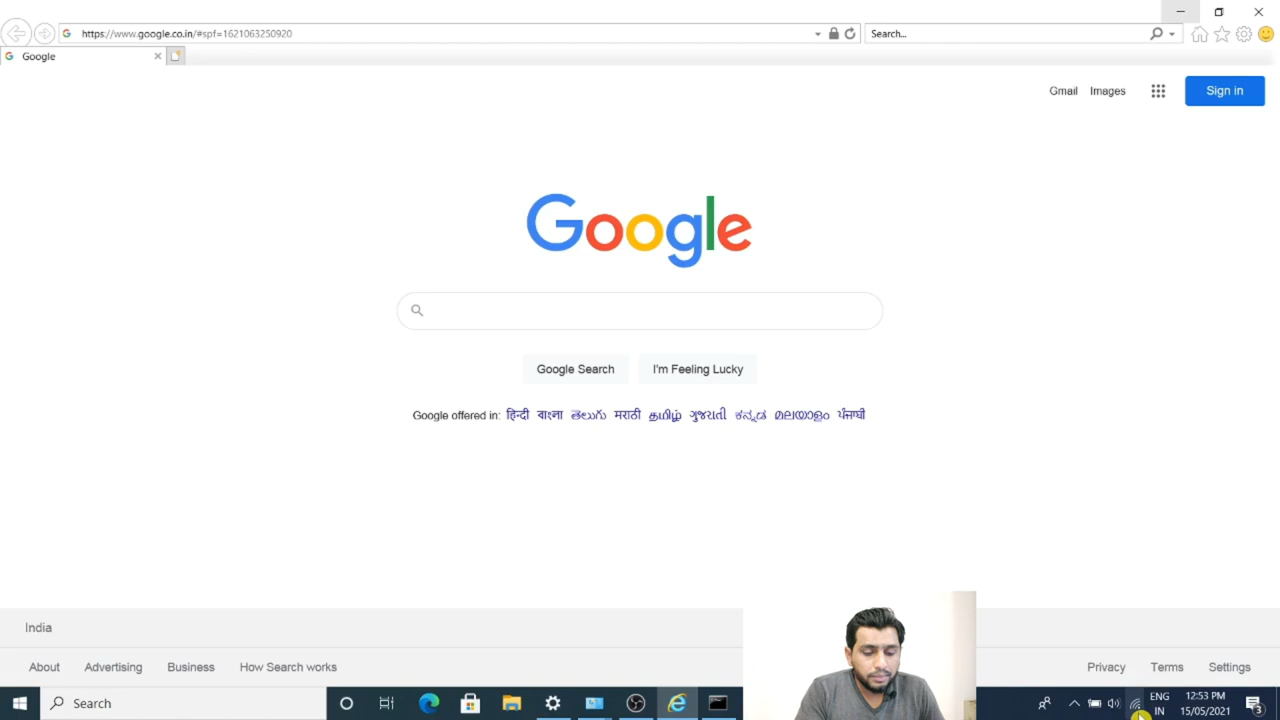 https://www.google.co.in/#spf=1621063250920
Search...
Google
Gmail Images
Sign in
Google
Google Search I'm Feeling Lucky
Google offered in: हिन्दी বাংলা తెలుగు मराठी தமிழ் ગુજરાતી ಕನ್ನಡ മലയാളം ਪੰਜਾਬੀ
India
About Advertising Business How Search works
Privacy Terms Settings
Search
ENG 12:53 PM
IN 15/05/2021
3